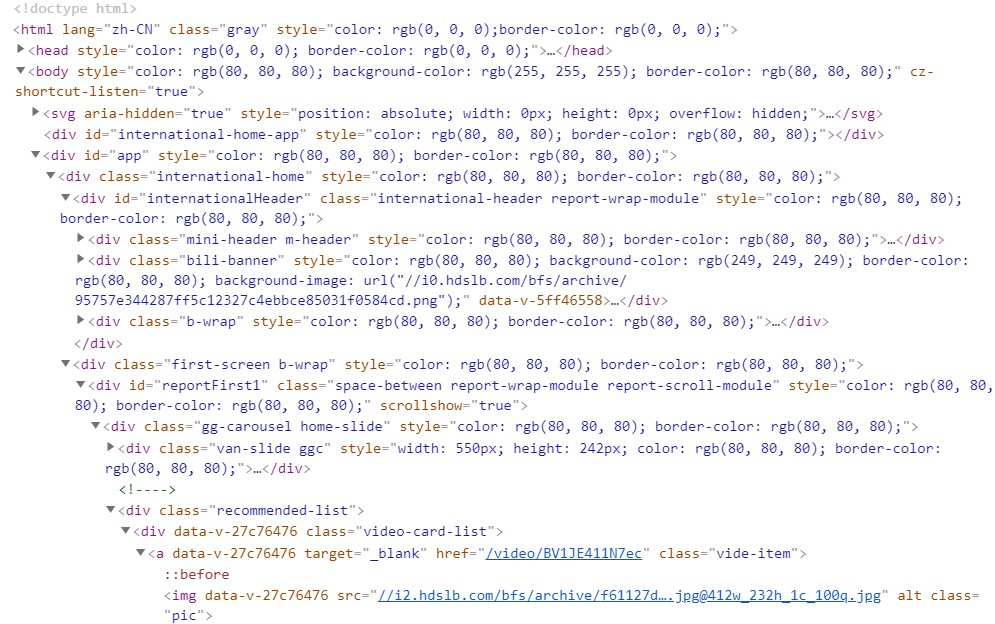 <!doctype html>
<html lang="zh-CN" class="gray" style="color: rgb(0, 0, 0);border-color: rgb(0, 0, 0);">
<head style="color: rgb(0, 0, 0); border-color: rgb(0, 0, 0);">…</head>
<body style="color: rgb(80, 80, 80); background-color: rgb(255, 255, 255); border-color: rgb(80, 80, 80);" cz-
shortcut-listen="true">
<svg aria-hidden="true" style="position: absolute; width: 0px; height: 0px; overflow: hidden;">…</svg>
<div id="international-home-app" style="color: rgb(80, 80, 80); border-color: rgb(80, 80, 80);"></div>
<div id="app" style="color: rgb(80, 80, 80); border-color: rgb(80, 80, 80);">
<div class="international-home" style="color: rgb(80, 80, 80); border-color: rgb(80, 80, 80);">
<div id="internationalHeader" class="international-header report-wrap-module" style="color: rgb(80, 80, 80);
border-color: rgb(80, 80, 80);">
<div class="mini-header m-header" style="color: rgb(80, 80, 80); border-color: rgb(80, 80, 80);">…</div>
<div class="bili-banner" style="color: rgb(80, 80, 80); background-color: rgb(249, 249, 249); border-color:
rgb(80, 80, 80); background-image: url("//i0.hdslb.com/bfs/archive/
95757e344287ff5c12327c4ebbce85031f0584cd.png");" data-v-5ff46558>…</div>
<div class="b-wrap" style="color: rgb(80, 80, 80); border-color: rgb(80, 80, 80);">…</div>
</div>
<div class="first-screen b-wrap" style="color: rgb(80, 80, 80); border-color: rgb(80, 80, 80);">
<div id="reportFirst1" class="space-between report-wrap-module report-scroll-module" style="color: rgb(80, 80,
80); border-color: rgb(80, 80, 80);" scrollshow="true">
<div class="gg-carousel home-slide" style="color: rgb(80, 80, 80); border-color: rgb(80, 80, 80);">
<div class="van-slide ggc" style="width: 550px; height: 242px; color: rgb(80, 80, 80); border-color:
rgb(80, 80, 80);">…</div>
<!---->
<div class="recommended-list">
<div data-v-27c76476 class="video-card-list">
<a data-v-27c76476 target="_blank" href="/video/BV1JE411N7ec" class="vide-item">
::before
<img data-v-27c76476 src="//i2.hdslb.com/bfs/archive/f61127d….jpg@412w_232h_1c_100q.jpg" alt class=
"pic">